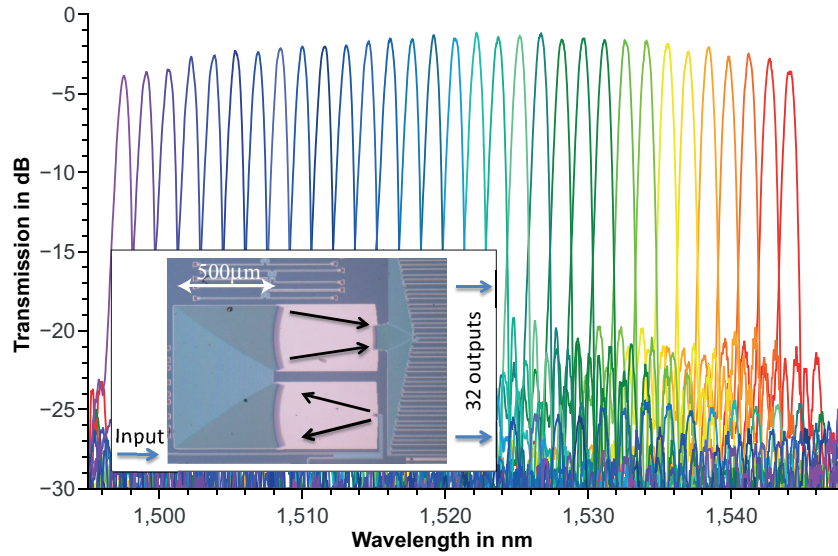 0
−5
−10
−15
−20
−25
−30
Transmission in dB
500μm
Input
32 outputs
1,500
1,510
1,520
1,530
1,540
Wavelength in nm